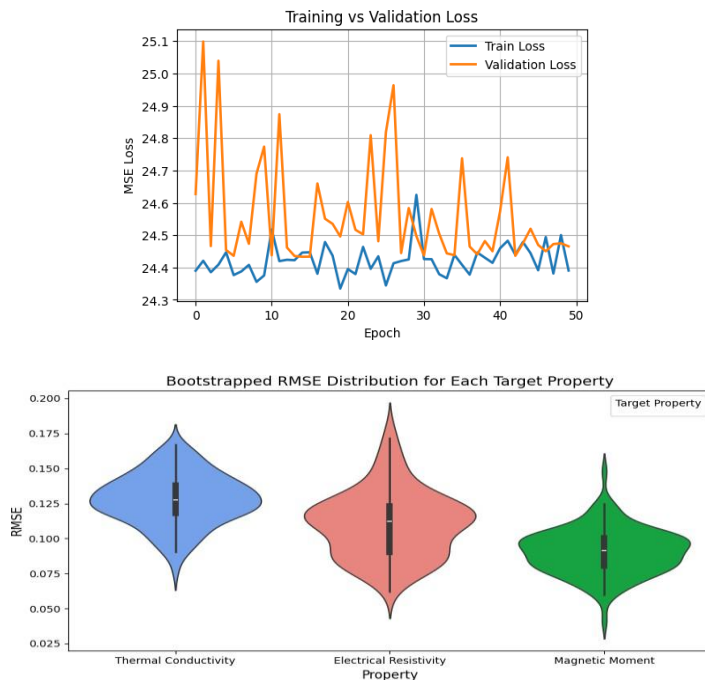 Training vs Validation Loss
25.1
25.0
24.9
24.8
24.7
24.6
24.5
24.4
24.3
MSE Loss
Train Loss
Validation Loss
0 10 20 30 40 50
Epoch
Bootstrapped RMSE Distribution for Each Target Property
0.200
0.175
0.150
0.125
0.100
0.075
0.050
0.025
RMSE
Target Property
Thermal Conductivity Electrical Resistivity Magnetic Moment
Property